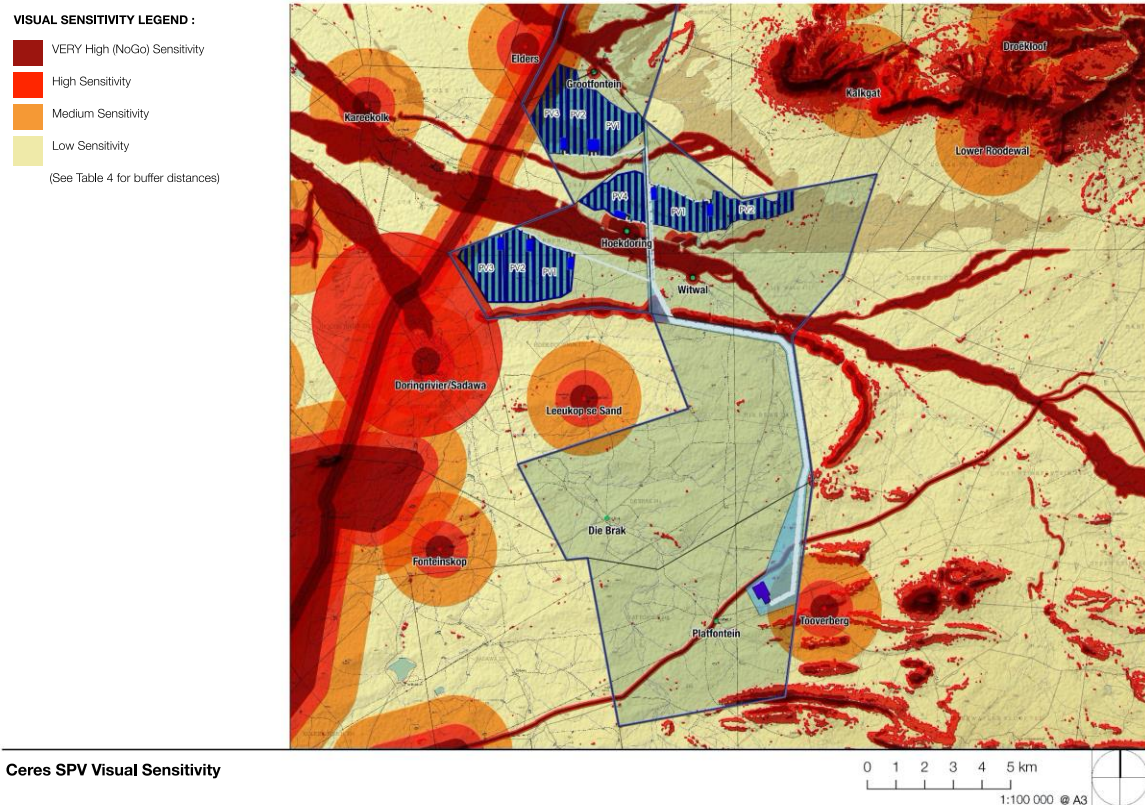 VISUAL SENSITIVITY LEGEND :
VERY High (NoGo) Sensitivity
High Sensitivity
Medium Sensitivity
Low Sensitivity
(See Table 4 for buffer distances)
Elders
Grootfontein
Droëkloof
Kalkgat
Kareekolk
PV3
PV2
PV1
Lower Roodewal
PV4
PV1
PV2
Hoekdoring
PV3
PV2
PV1
Witwal
Doringrivier/Sadawa
Leeukop se Sand
Die Brak
Fonteinskop
Platfontein
Tooverberg
Ceres SPV Visual Sensitivity
0 1 2 3 4 5 km
1:100 000 @ A3